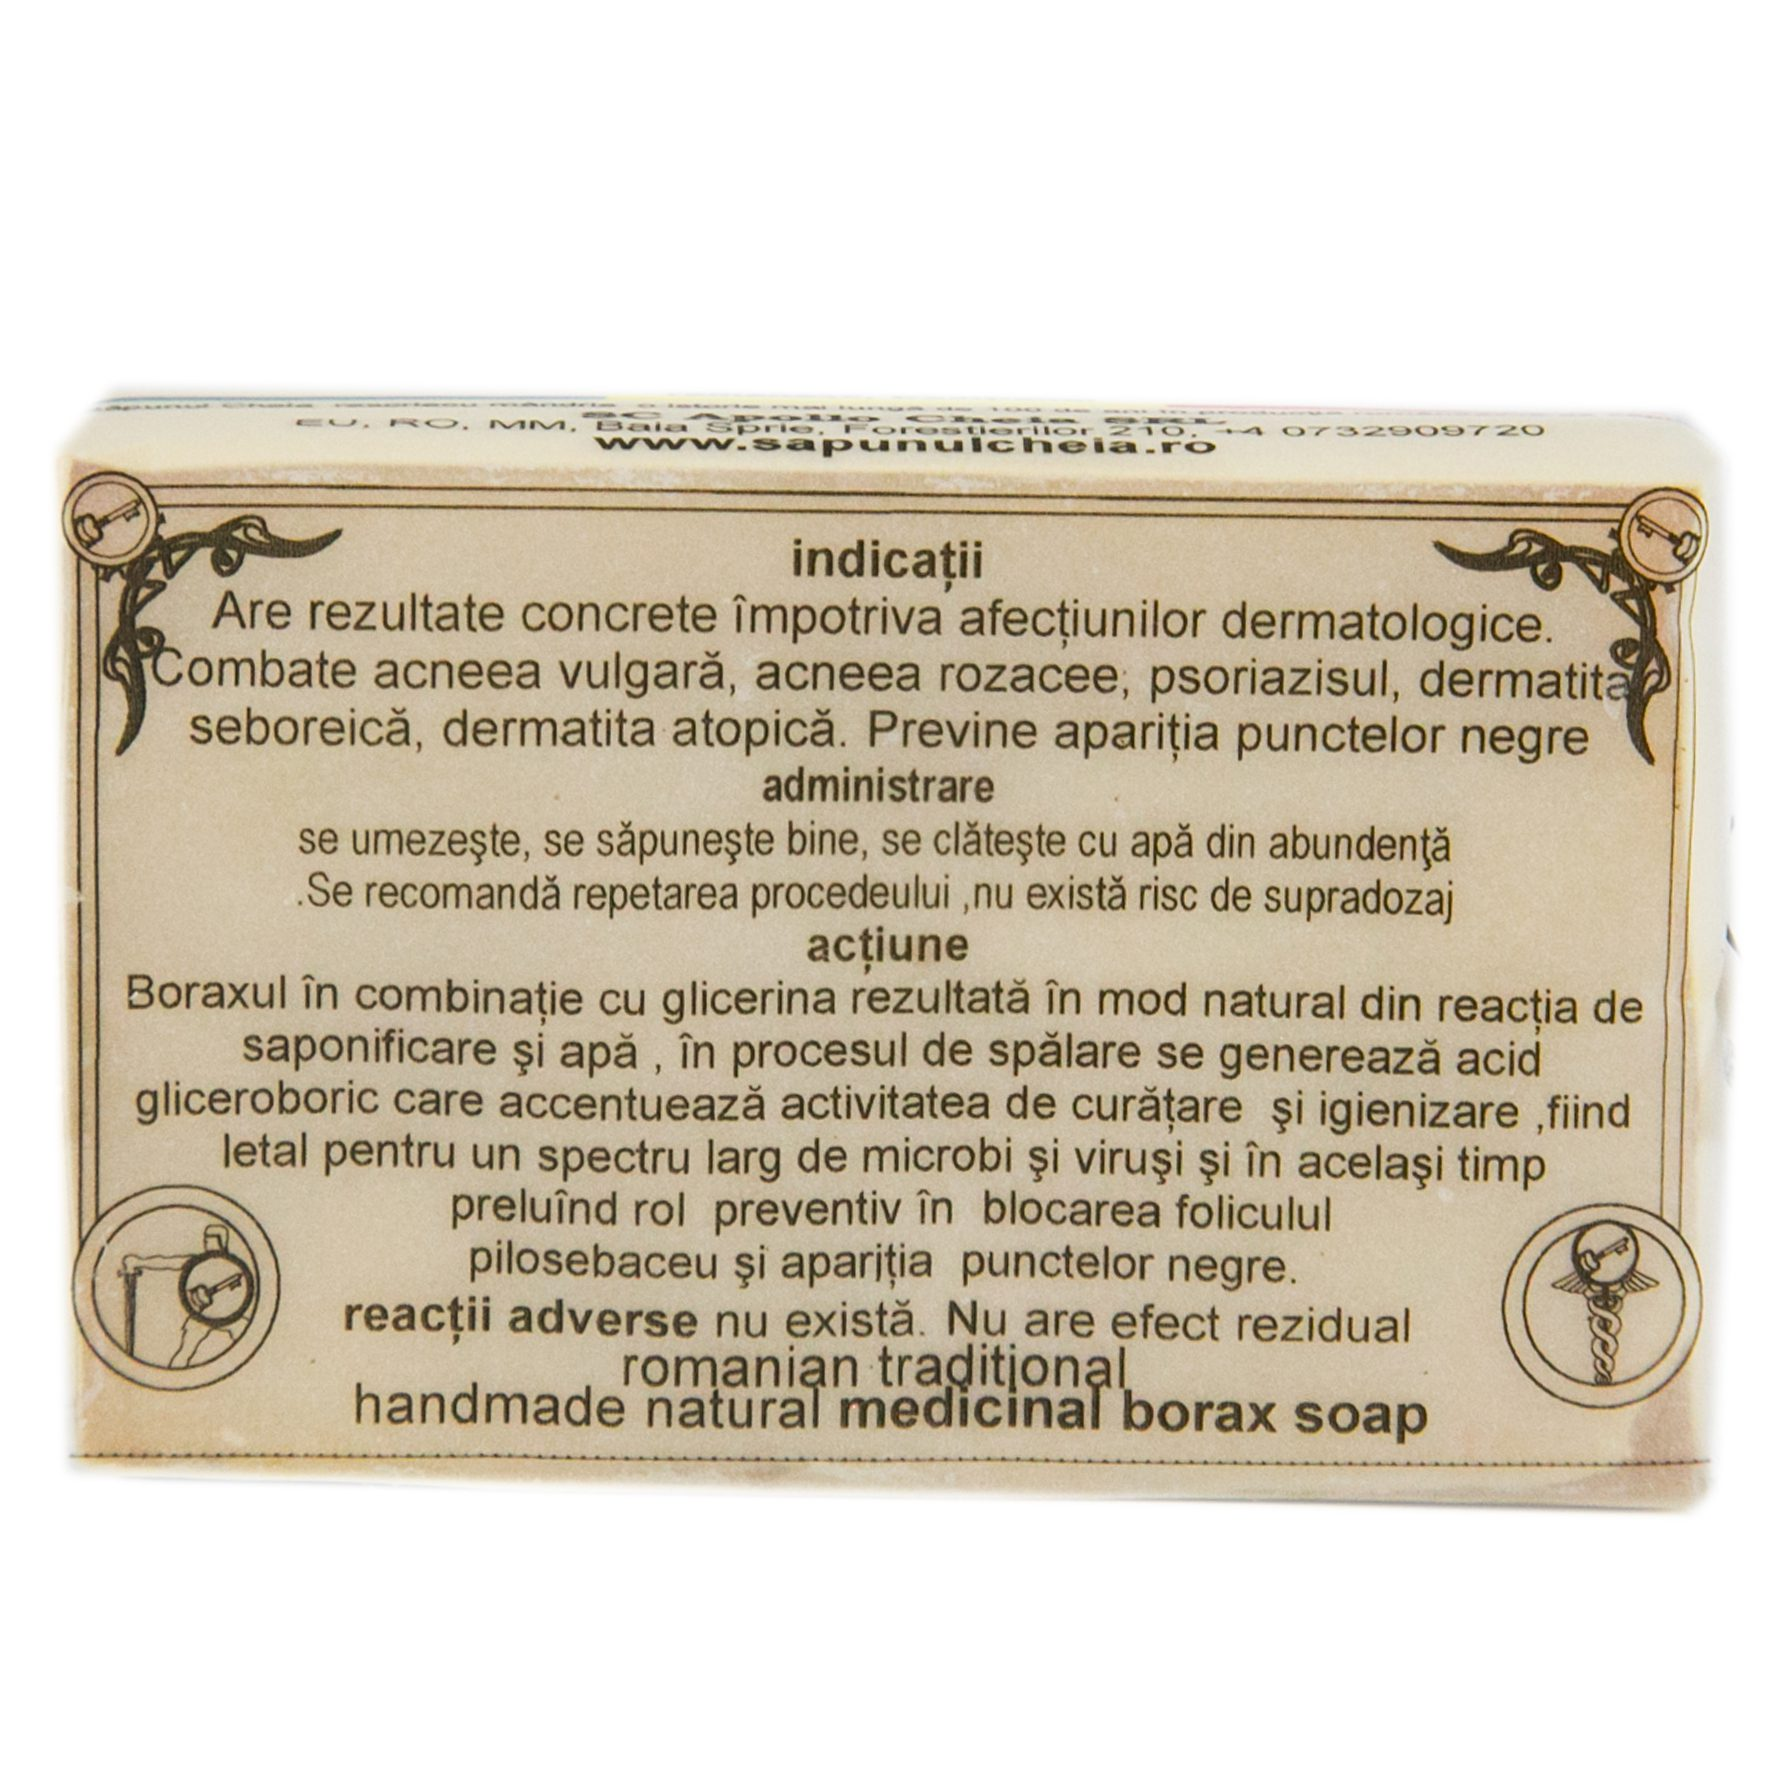 săpunul Cheia
SC Apollo Cheia SRL
EU, RO, MM, Baia Sprie, Forestierilor 210, +4 0732909720
www.sapunulcheia.ro
indicații
Are rezultate concrete împotriva afecțiunilor dermatologice.
Combate acneea vulgară, acneea rozacee, psoriazisul, dermatita
seboreică, dermatita atopică. Previne apariția punctelor negre
administrare
se umezeşte, se săpuneşte bine, se clăteşte cu apă din abundenţă
.Se recomandă repetarea procedeului ,nu există risc de supradozaj
acțiune
Boraxul în combinație cu glicerina rezultată în mod natural din reacția de
saponificare şi apă , în procesul de spălare se generează acid
gliceroboric care accentuează activitatea de curățare şi igienizare ,fiind
letal pentru un spectru larg de microbi şi viruşi şi în acelaşi timp
preluînd rol preventiv în blocarea foliculul
pilosebaceu şi apariția punctelor negre.
reacții adverse nu există. Nu are efect rezidual
romanian traditional
handmade natural medicinal borax soap